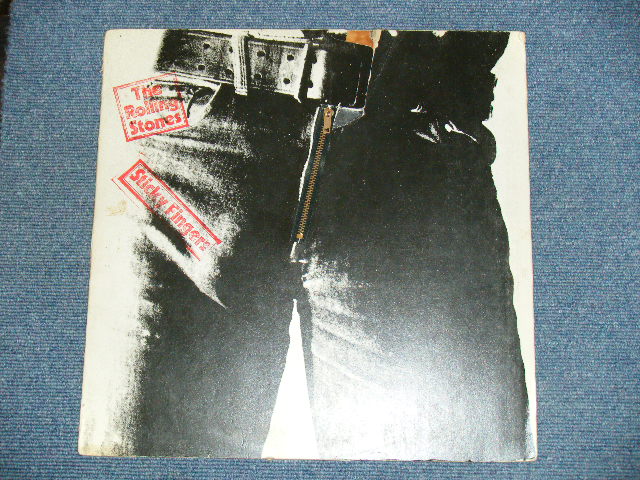 The
Rolling
Stones
Sticky Fingers